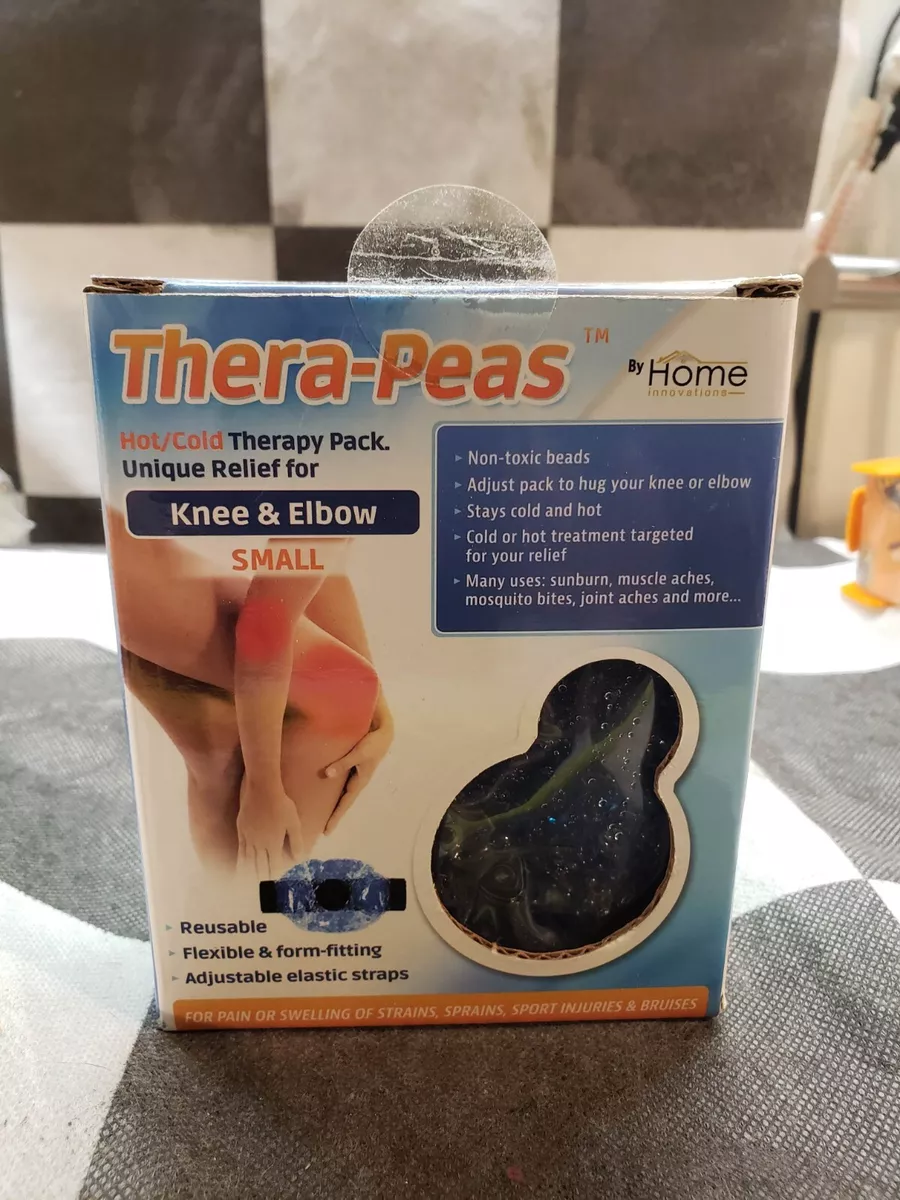 Thera-Peas™
By Home
innovations
Hot/Cold Therapy Pack.
Unique Relief for
Knee & Elbow
SMALL
Non-toxic beads
Adjust pack to hug your knee or elbow
Stays cold and hot
Cold or hot treatment targeted
for your relief
Many uses: sunburn, muscle aches,
mosquito bites, joint aches and more...
Reusable
Flexible & form-fitting
Adjustable elastic straps
FOR PAIN OR SWELLING OF STRAINS, SPRAINS, SPORT INJURIES & BRUISES